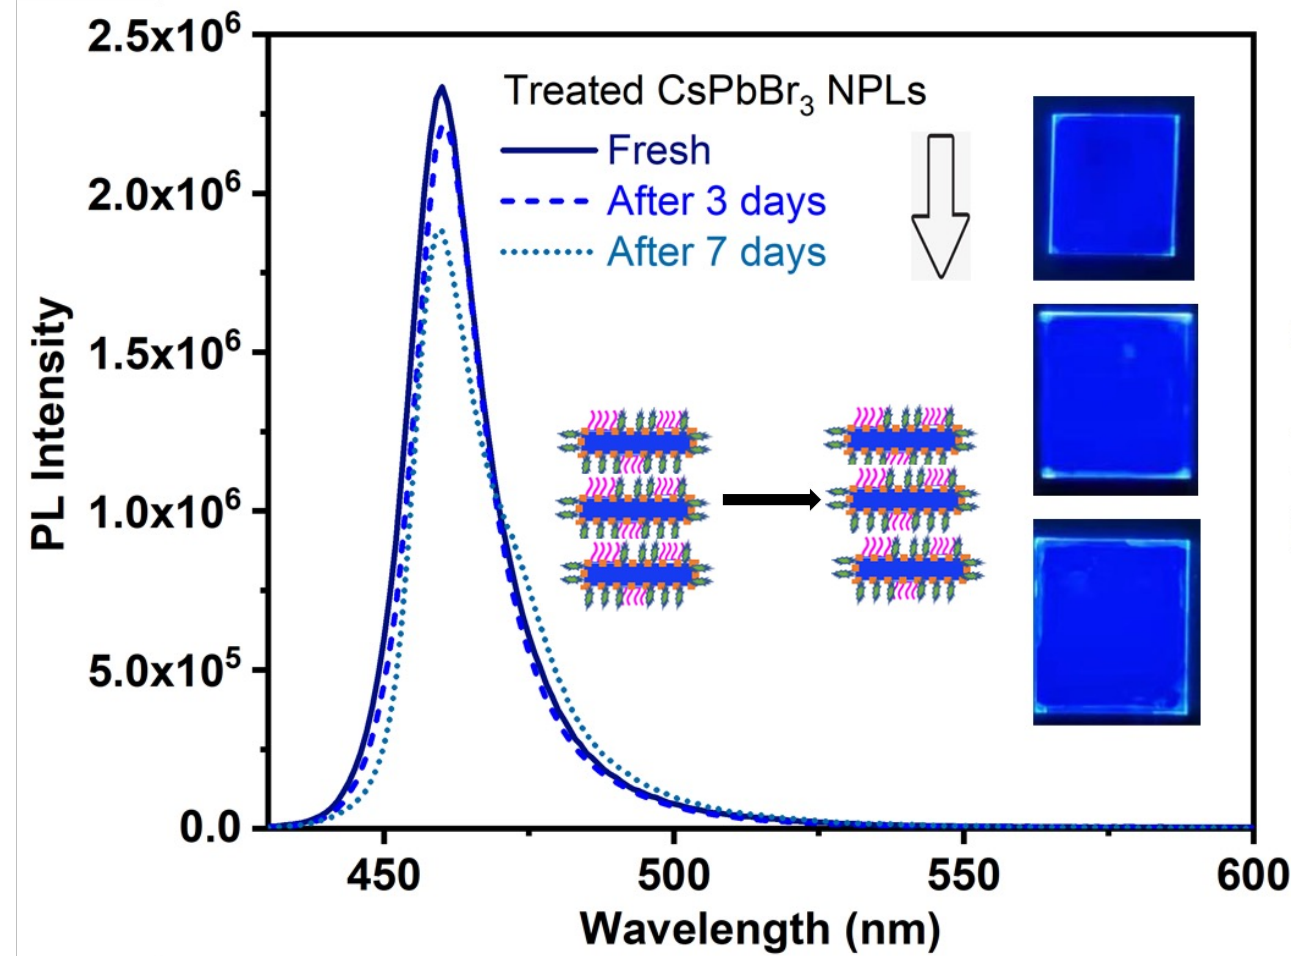 2.5x10⁶
2.0x10⁶
1.5x10⁶
1.0x10⁶
5.0x10⁵
0.0
PL Intensity
Treated CsPbBr₃ NPLs
Fresh
After 3 days
After 7 days
450
500
550
600
Wavelength (nm)